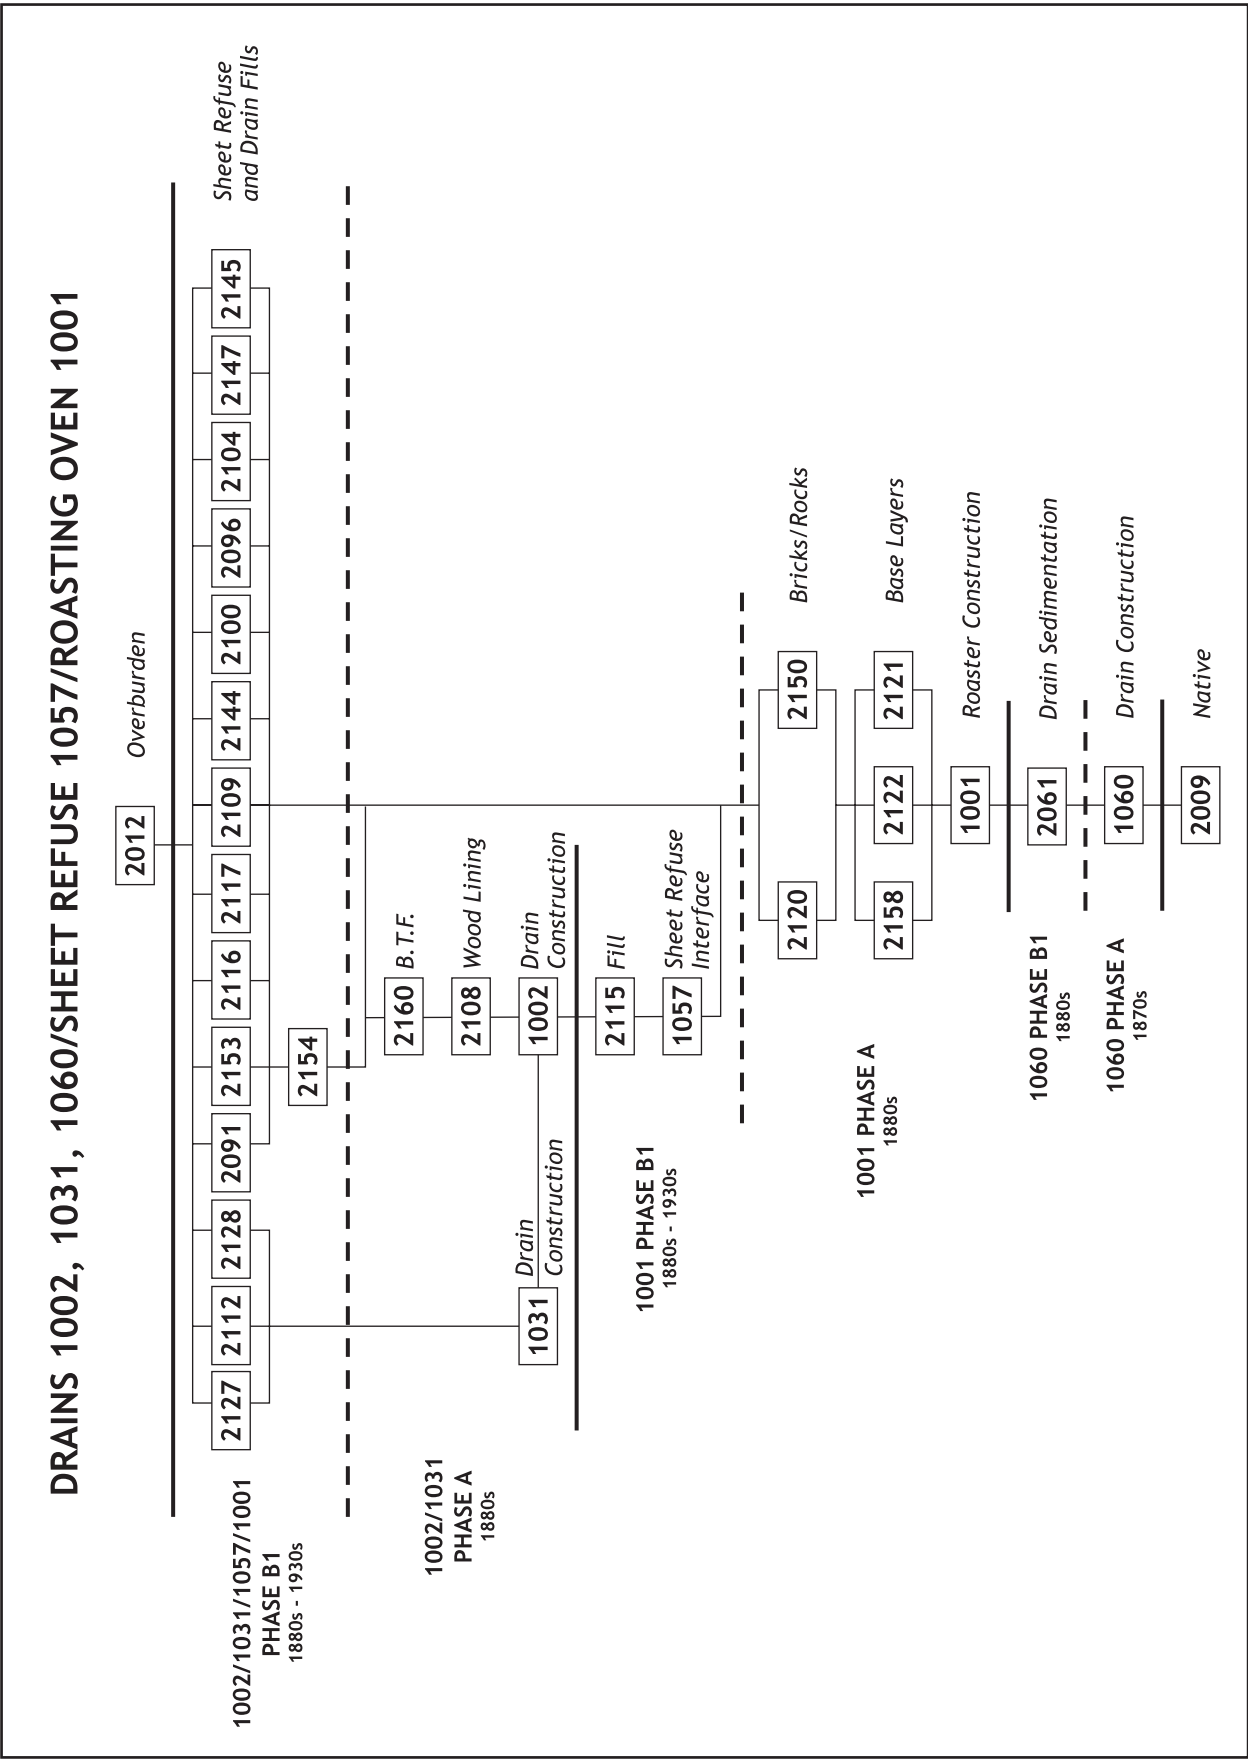 DRAINS 1002, 1031, 1060/SHEET REFUSE 1057/ROASTING OVEN 1001
2012
Overburden
1002/1031/1057/1001
PHASE B1
1880s - 1930s
2127
2112
2128
2091
2153
2116
2117
2109
2144
2100
2096
2104
2147
2145
Sheet Refuse
and Drain Fills
2154
1002/1031
PHASE A
1880s
2160
B.T.F.
2108
Wood Lining
1031
Drain
Construction
1002
Drain
Construction
1001 PHASE B1
1880s - 1930s
2115
Fill
1057
Sheet Refuse
Interface
1001 PHASE A
1880s
2120
2150
Bricks/Rocks
2158
2122
2121
Base Layers
1001
Roaster Construction
1060 PHASE B1
1880s
2061
Drain Sedimentation
1060 PHASE A
1870s
1060
Drain Construction
2009
Native